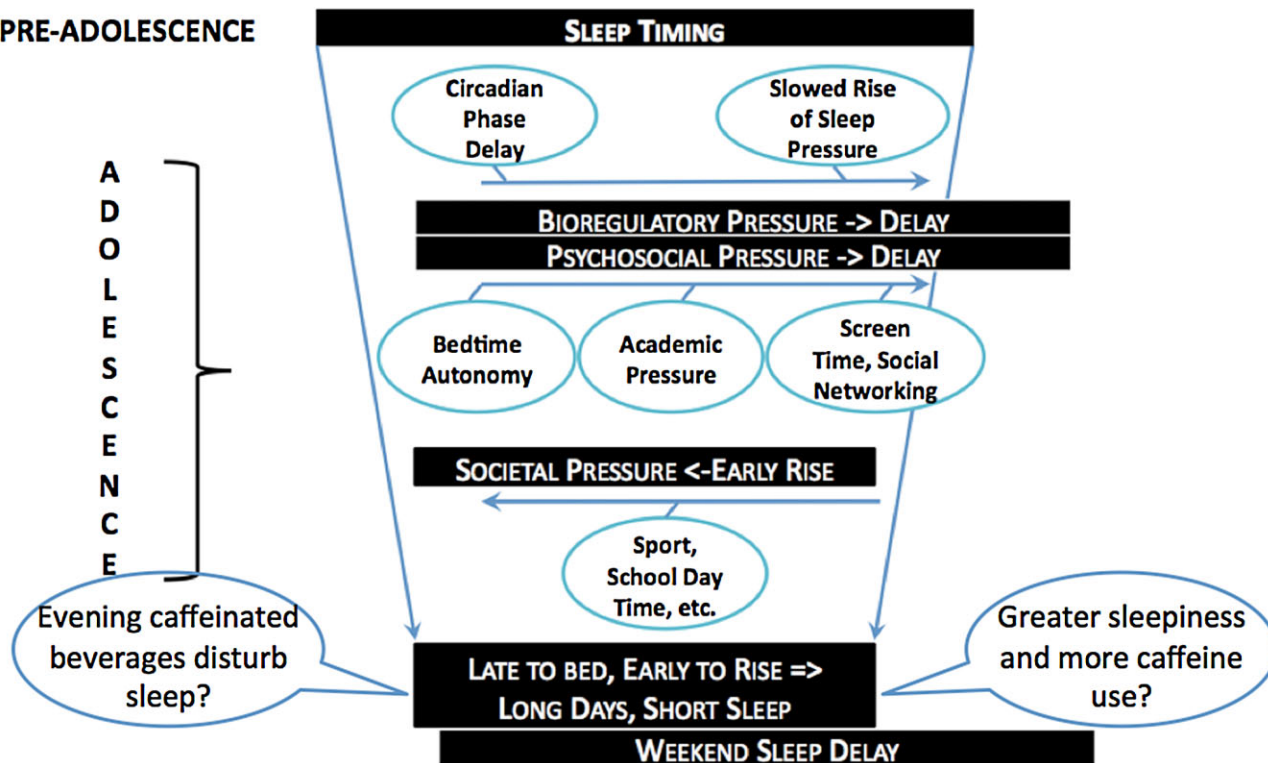 PRE-ADOLESCENCE
SLEEP TIMING
Circadian
Phase
Delay
Slowed Rise
of Sleep
Pressure
A
D
O
L
E
S
C
E
N
C
E
BIOREGULATORY PRESSURE -> DELAY
PSYCHOSOCIAL PRESSURE -> DELAY
Bedtime
Autonomy
Academic
Pressure
Screen
Time, Social
Networking
SOCIETAL PRESSURE <-EARLY RISE
Sport,
School Day
Time, etc.
Evening caffeinated
beverages disturb
sleep?
Greater sleepiness
and more caffeine
use?
LATE TO BED, EARLY TO RISE =>
LONG DAYS, SHORT SLEEP
WEEKEND SLEEP DELAY